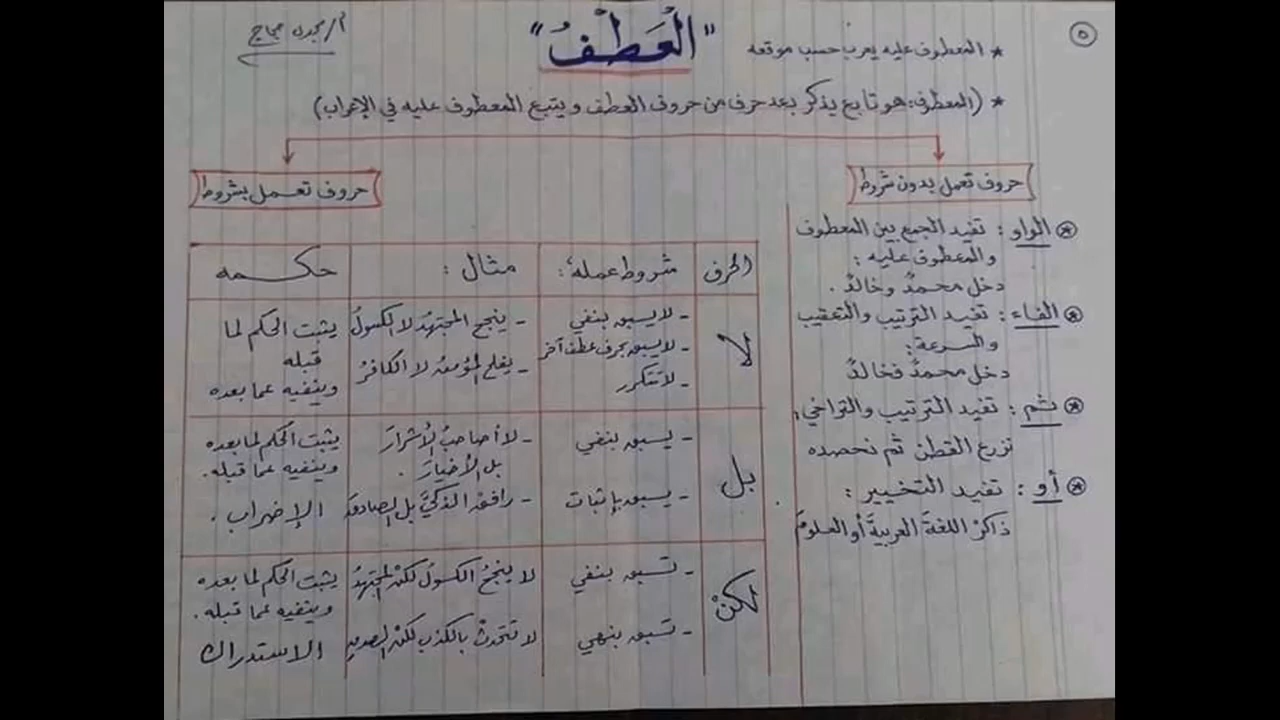 ٥
"العَطْفُ"
أ/مجدى حجاج
* المعطوف عليه يعرب حسب موقعه
* (المعطوف: هو تابع يذكر بعد حرف من حروف العطف ويتبع المعطوف عليه في الإعراب)
حروف تعمل بدون شروط
الواو: تفيد الجمع بين المعطوف
والمعطوف عليه:
دخل محمدٌ وخالدٌ.
الفاء: تفيد الترتيب والتعقيب
والسرعة:
دخل محمدٌ فخالدٌ
ثم: تفيد الترتيب والتراخي:
نزرع القطن ثم نحصده
أو: تفيد التخيير:
ذاكرْ اللغةَ العربيةَ أو العلومَ
حروف تعمل بشروط
الحرف شروط عمله: مثال: حكمه
لا
- لا يسبق بنفي
- لا يسبق بحرف عطف آخر
- لا تتكرر
- ينجح المجتهدُ لا الكسولُ
- يفلح المؤمنُ لا الكافرُ
يثبت الحكم لما
قبله
وينفيه عما بعده
بل
- يسبق بنفي
- يسبق بإثبات
- لا أصاحبُ الأشرارَ
بل الأخيارَ.
- رافقْ الذكيَّ بل الصادقَ
يثبت الحكم لما بعده
وينفيه عما قبله.
الإضراب.
لكنْ
- تسبق بنفي
- تسبق بنهي
لا ينجحُ الكسولُ لكنْ المجتهدُ
لا تتحدثْ بالكذبِ لكنْ الصدقِ
يثبت الحكم لما بعده
وينفيه عما قبله.
الاستدراك